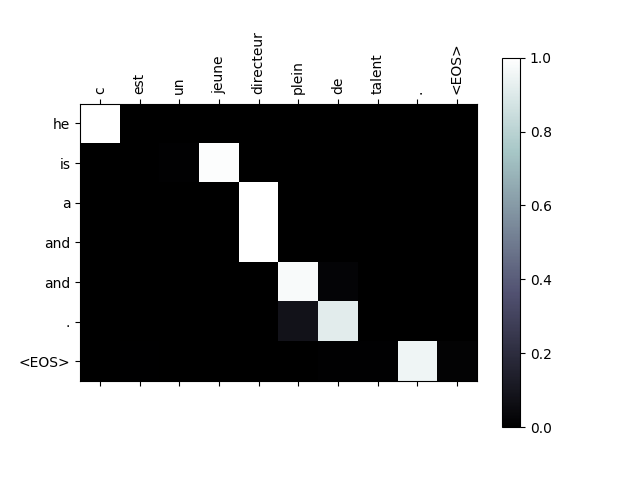 c est un jeune directeur plein de talent . <EOS>
he
is
a
and
and
.
<EOS>
1.0
0.8
0.6
0.4
0.2
0.0